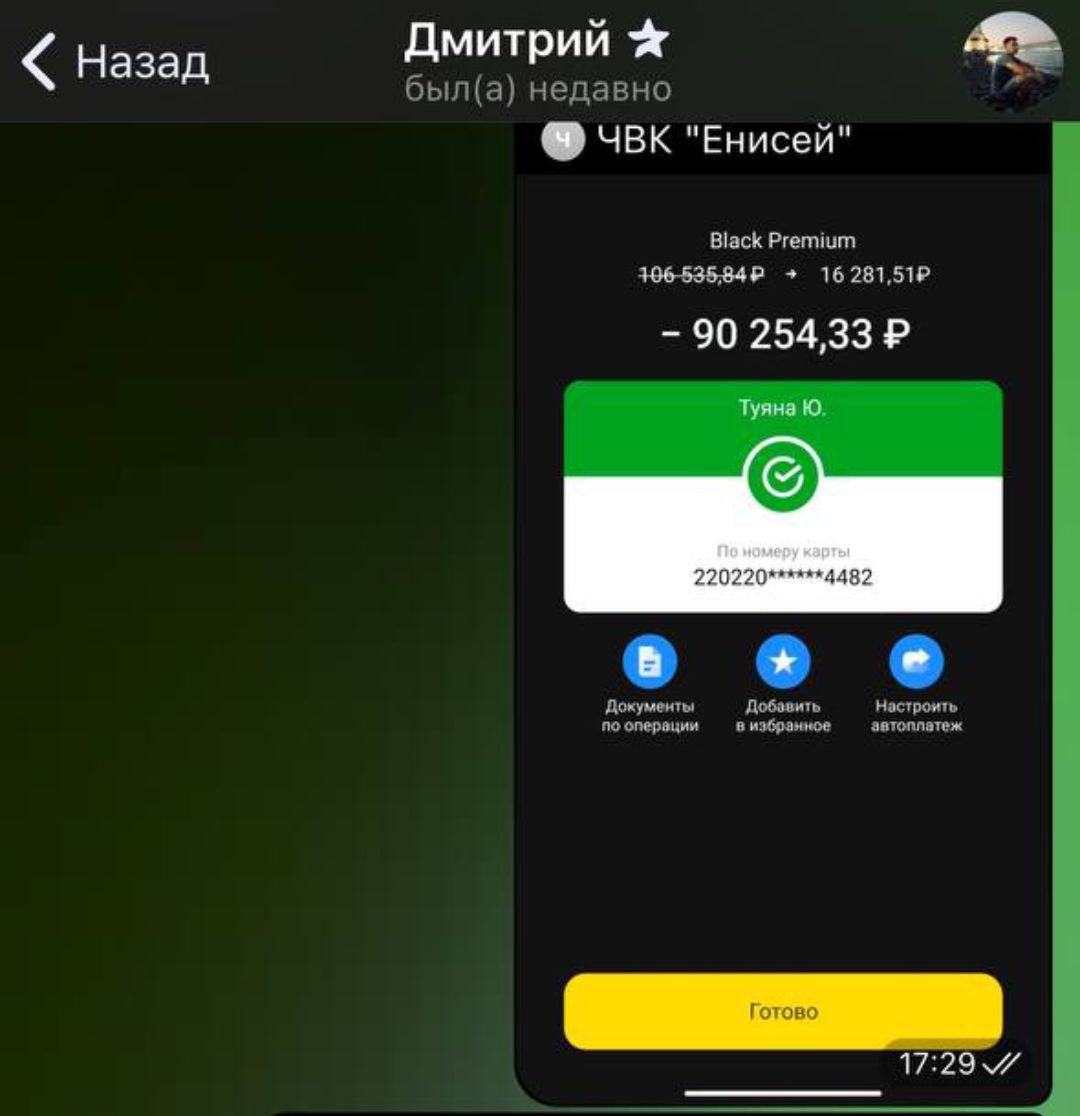 Назад
Дмитрий
был(а) недавно
Ч ЧВК "Енисей"
Black Premium
106 535,84 ₽ → 16 281,51₽
– 90 254,33 ₽
Туяна Ю.
По номеру карты
220220******4482
Документы
по операции
Добавить
в избранное
Настроить
автоплатеж
Готово
17:29